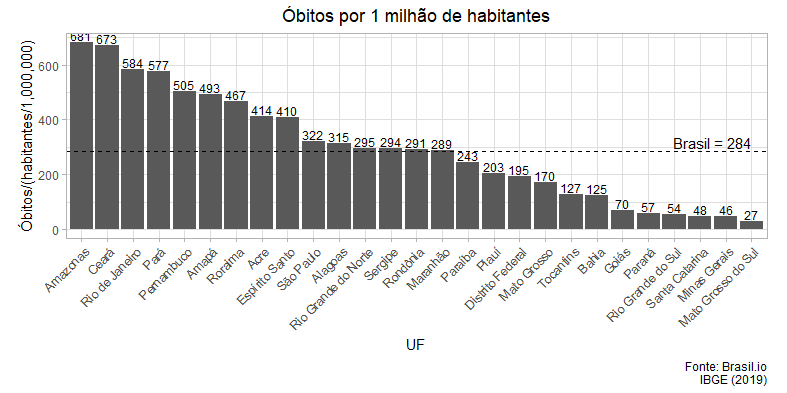 Óbitos por 1 milhão de habitantes
Óbitos/(habitantes/1,000,000)
600
400
200
0
681 673 584 577 505 493 467 414 410 322 315 295 294 291 289 243 203 195 170 127 125 70 57 54 48 46 27
Brasil = 284
Amazonas
Ceará
Rio de Janeiro
Pará
Pernambuco
Amapá
Roraima
Acre
Espírito Santo
São Paulo
Alagoas
Rio Grande do Norte
Sergipe
Rondônia
Maranhão
Paraíba
Piauí
Distrito Federal
Mato Grosso
Tocantins
Bahia
Goiás
Paraná
Rio Grande do Sul
Santa Catarina
Minas Gerais
Mato Grosso do Sul
UF
Fonte: Brasil.io
IBGE (2019)